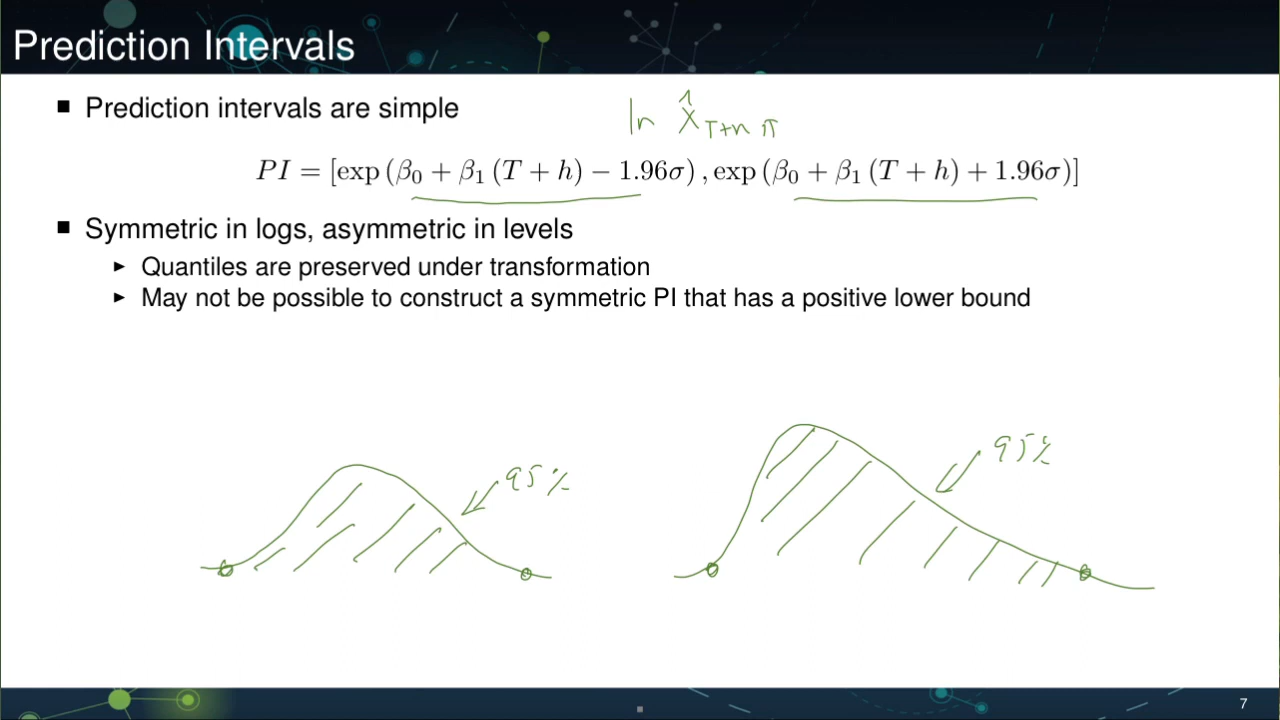 Prediction Intervals
■ Prediction intervals are simple
ln X̂
PI = [exp (β₀ + β₁ (T + h) − 1.96σ) , exp (β₀ + β₁ (T + h) + 1.96σ)]
■ Symmetric in logs, asymmetric in levels
▶ Quantiles are preserved under transformation
▶ May not be possible to construct a symmetric PI that has a positive lower bound
95%
95%
7